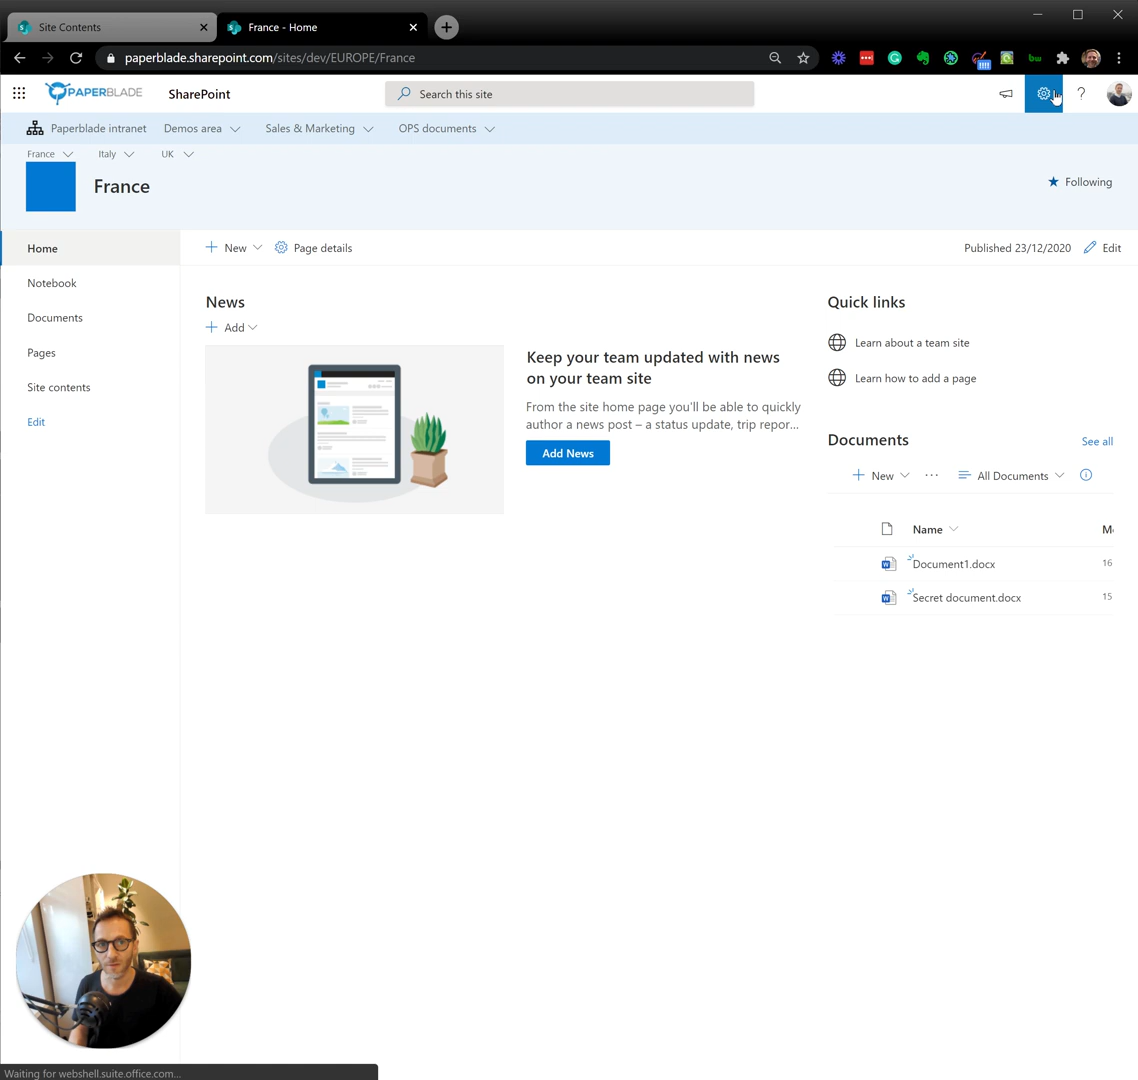 Site Contents
France - Home
paperblade.sharepoint.com/sites/dev/EUROPE/France
PAPERBLADE
SharePoint
Search this site
?
Paperblade intranet
Demos area
Sales & Marketing
OPS documents
France
Italy
UK
France
Following
Home
Notebook
Documents
Pages
Site contents
Edit
New
Page details
Published 23/12/2020
Edit
News
Add
Keep your team updated with news
on your team site
From the site home page you'll be able to quickly
author a news post – a status update, trip repor...
Add News
Quick links
Learn about a team site
Learn how to add a page
Documents
See all
New
...
All Documents
Name
Document1.docx
16
Secret document.docx
15
Waiting for webshell.suite.office.com...